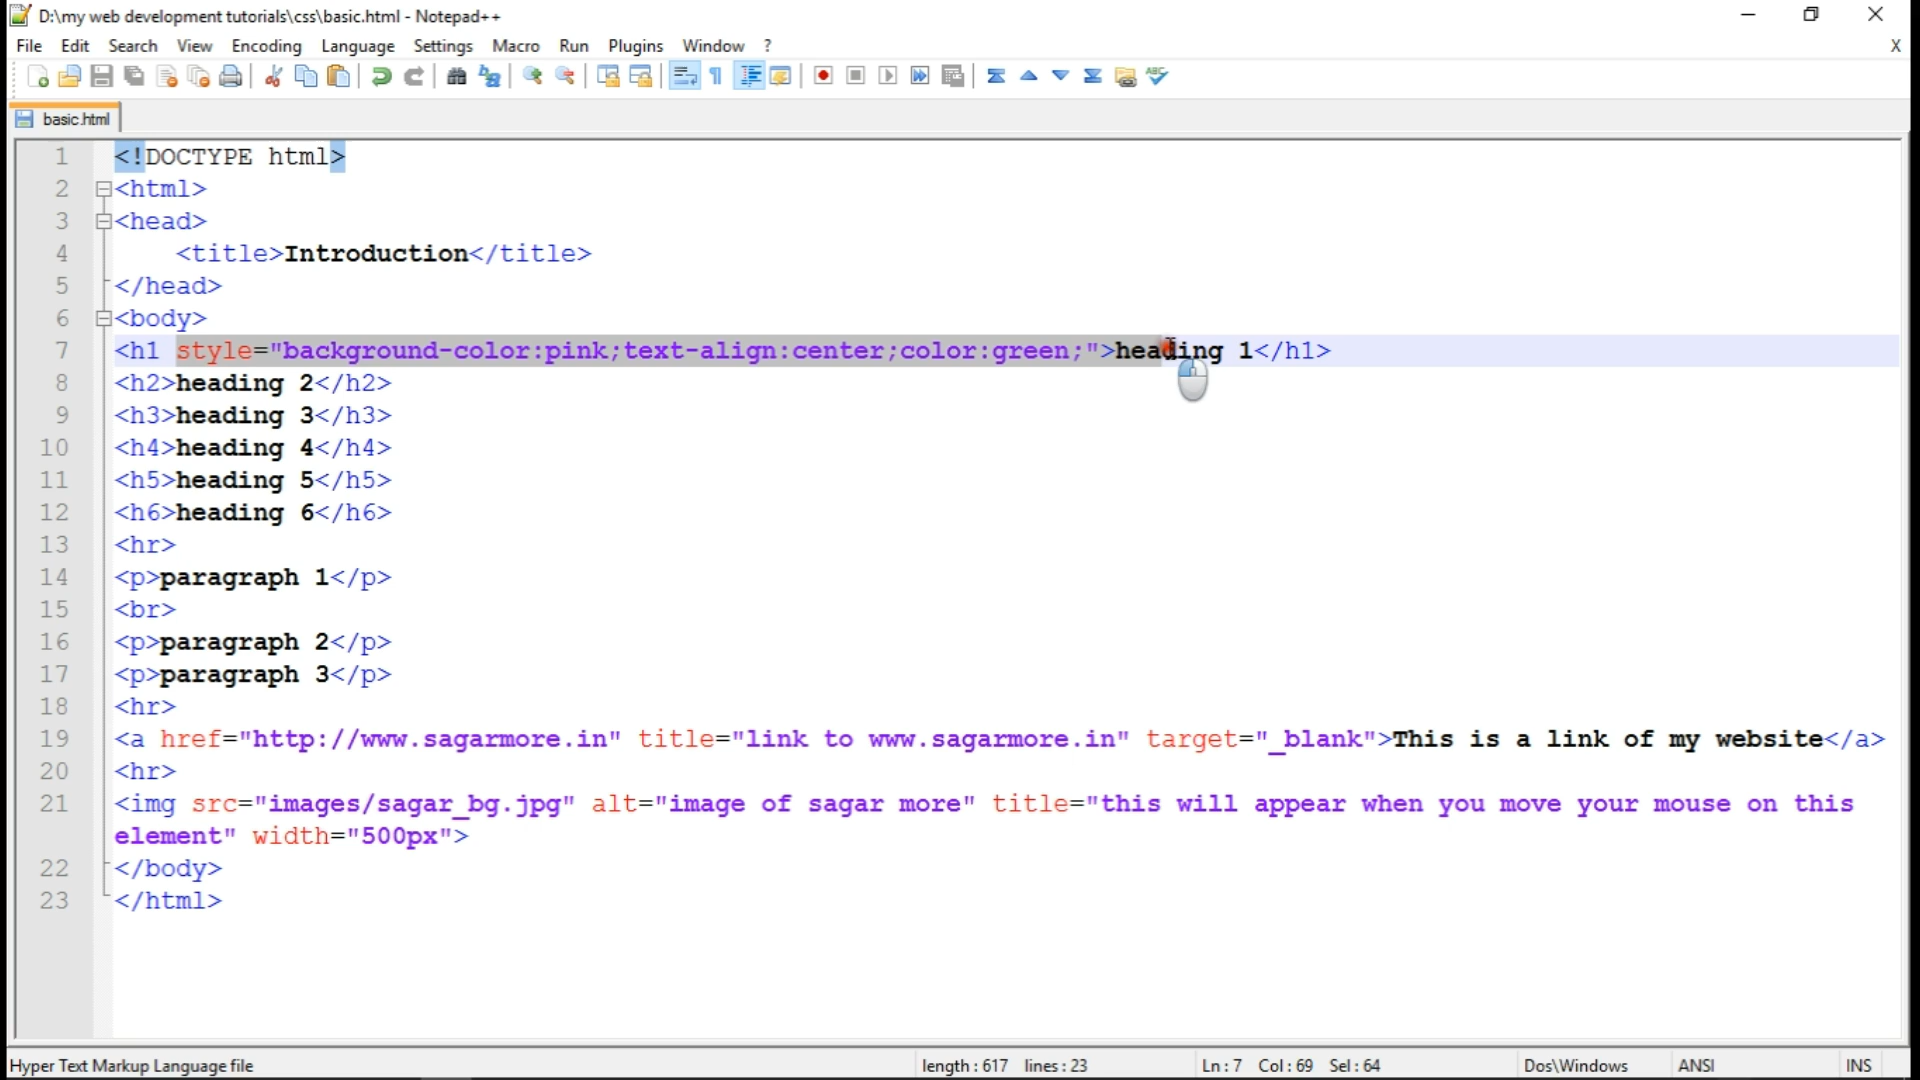 D:\my web development tutorials\css\basic.html - Notepad++
File Edit Search View Encoding Language Settings Macro Run Plugins Window ? X
basic.html
1 <!DOCTYPE html>
2 <html>
3 <head>
4 <title>Introduction</title>
5 </head>
6 <body>
7 <h1 style="background-color:pink;text-align:center;color:green;">heading 1</h1>
8 <h2>heading 2</h2>
9 <h3>heading 3</h3>
10 <h4>heading 4</h4>
11 <h5>heading 5</h5>
12 <h6>heading 6</h6>
13 <hr>
14 <p>paragraph 1</p>
15 <br>
16 <p>paragraph 2</p>
17 <p>paragraph 3</p>
18 <hr>
19 <a href="http://www.sagarmore.in" title="link to www.sagarmore.in" target="_blank">This is a link of my website</a>
20 <hr>
21 <img src="images/sagar_bg.jpg" alt="image of sagar more" title="this will appear when you move your mouse on this
element" width="500px">
22 </body>
23 </html>
Hyper Text Markup Language file length : 617 lines : 23 Ln : 7 Col : 69 Sel : 64 Dos\Windows ANSI INS